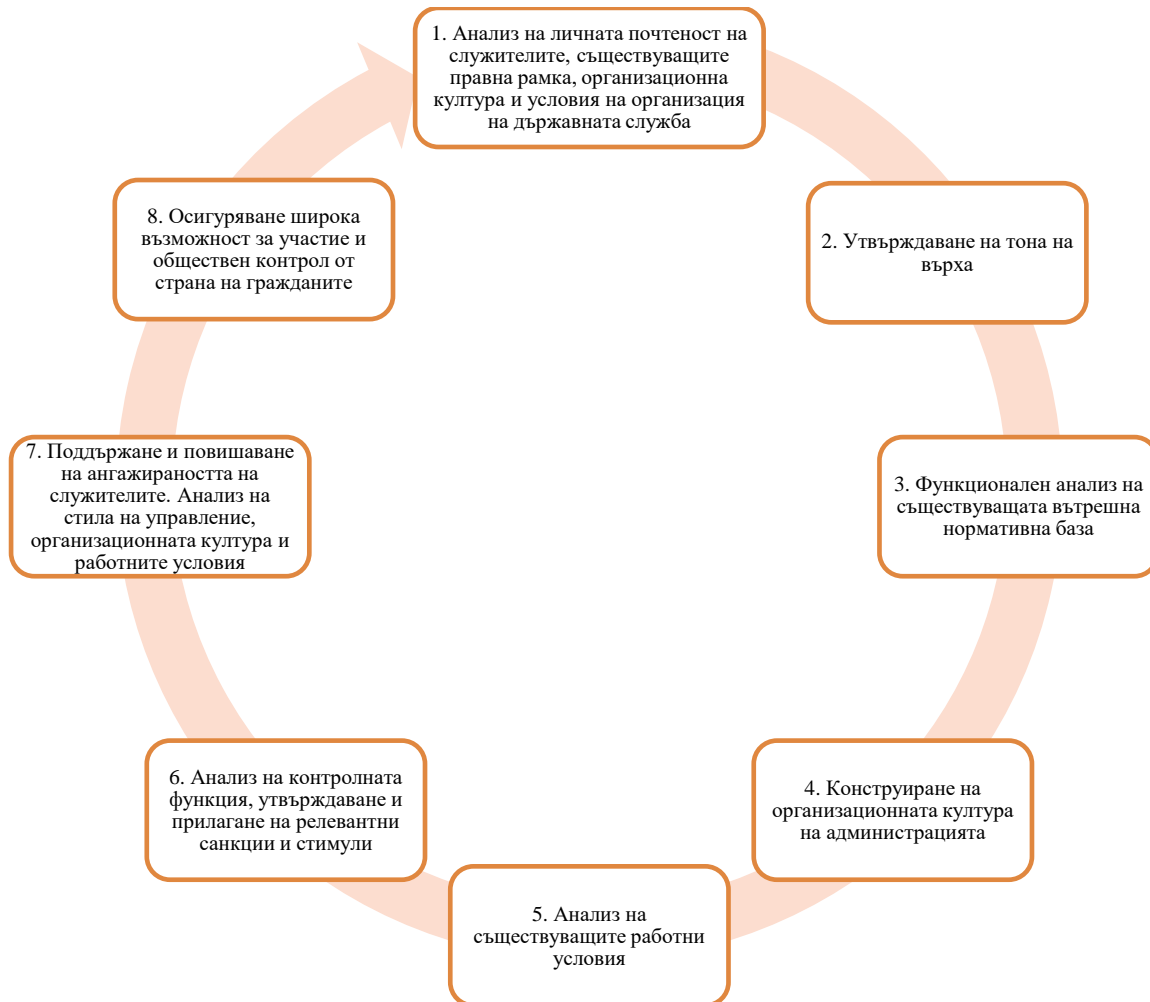 1. Анализ на личната почтеност на
служителите, съществуващите
правна рамка, организационна
култура и условия на организация
на държавната служба
2. Утвърждаване на тона на
върха
3. Функционален анализ на
съществуващата вътрешна
нормативна база
4. Конструиране на
организационната култура
на администрацията
5. Анализ на
съществуващите работни
условия
6. Анализ на контролната
функция, утвърждаване и
прилагане на релевантни
санкции и стимули
7. Поддържане и повишаване
на ангажираността на
служителите. Анализ на
стила на управление,
организационната култура и
работните условия
8. Осигуряване широка
възможност за участие и
обществен контрол от
страна на гражданите